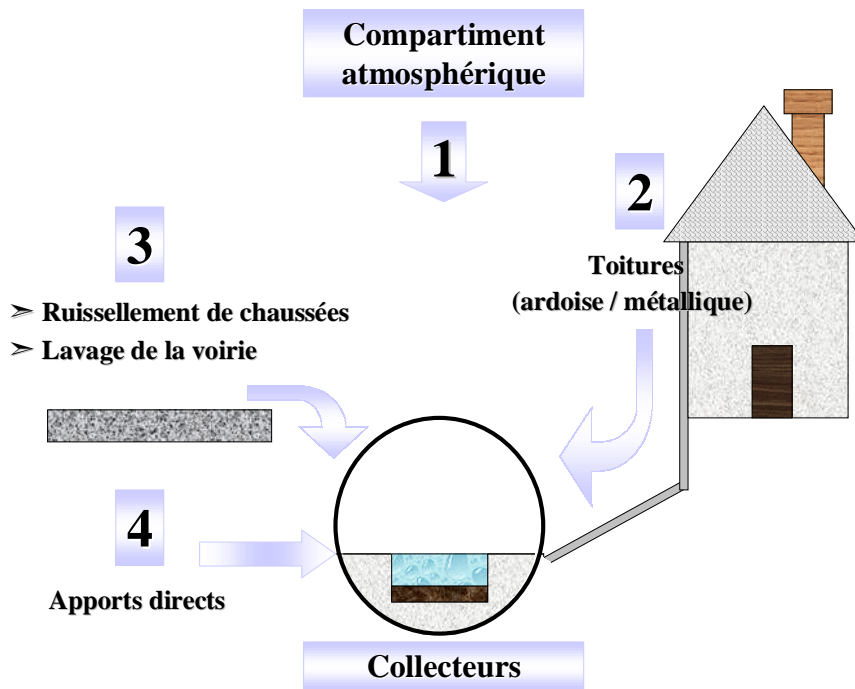 Compartiment
atmosphérique
1
2
Toitures
(ardoise / métallique)
3
➢ Ruissellement de chaussées
➢ Lavage de la voirie
4
Apports directs
Collecteurs